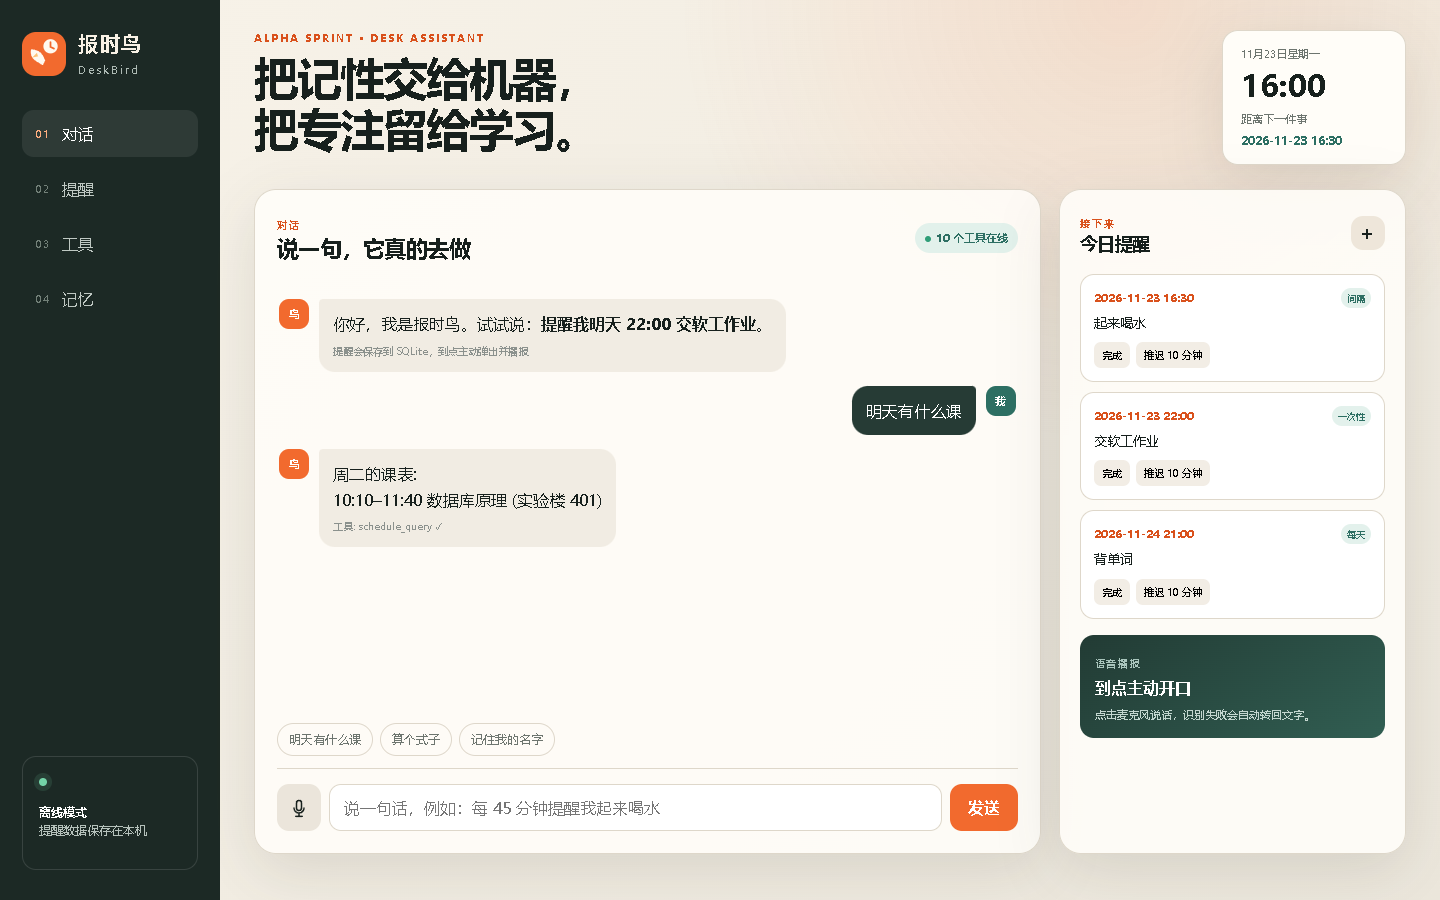 报时鸟
DeskBird
01 对话
02 提醒
03 工具
04 记忆
离线模式
提醒数据保存在本机
ALPHA SPRINT • DESK ASSISTANT
把记性交给机器，
把专注留给学习。
11月23日星期一
16:00
距离下一件事
2026-11-23 16:30
对话
说一句，它真的去做
10 个工具在线
鸟
你好，我是报时鸟。试试说：提醒我明天 22:00 交软工作业。
提醒会保存到 SQLite，到点主动弹出并播报
明天有什么课
我
鸟
周二的课表:
10:10–11:40 数据库原理 (实验楼 401)
工具: schedule_query ✓
明天有什么课
算个式子
记住我的名字
说一句话，例如：每 45 分钟提醒我起来喝水
发送
接下来
今日提醒
+
2026-11-23 16:30
间隔
起来喝水
完成
推迟 10 分钟
2026-11-23 22:00
一次性
交软工作业
完成
推迟 10 分钟
2026-11-24 21:00
每天
背单词
完成
推迟 10 分钟
语音播报
到点主动开口
点击麦克风说话，识别失败会自动转回文字。